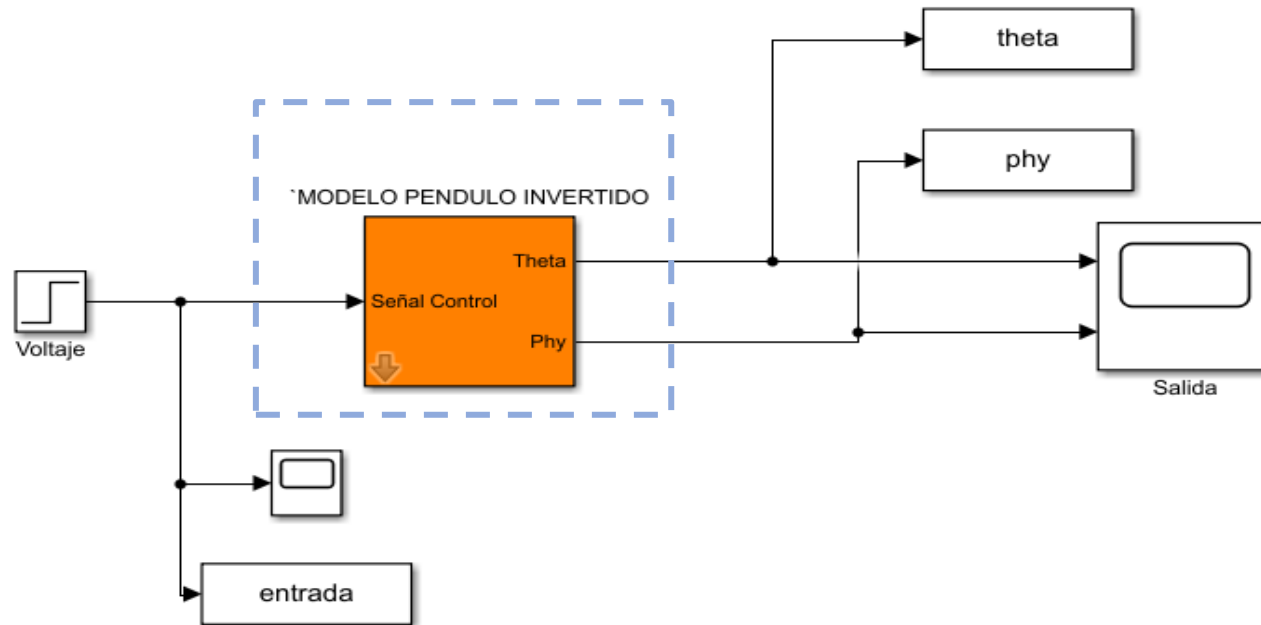 theta
phy
`MODELO PENDULO INVERTIDO
Theta
Señal Control
Phy
Voltaje
Salida
entrada